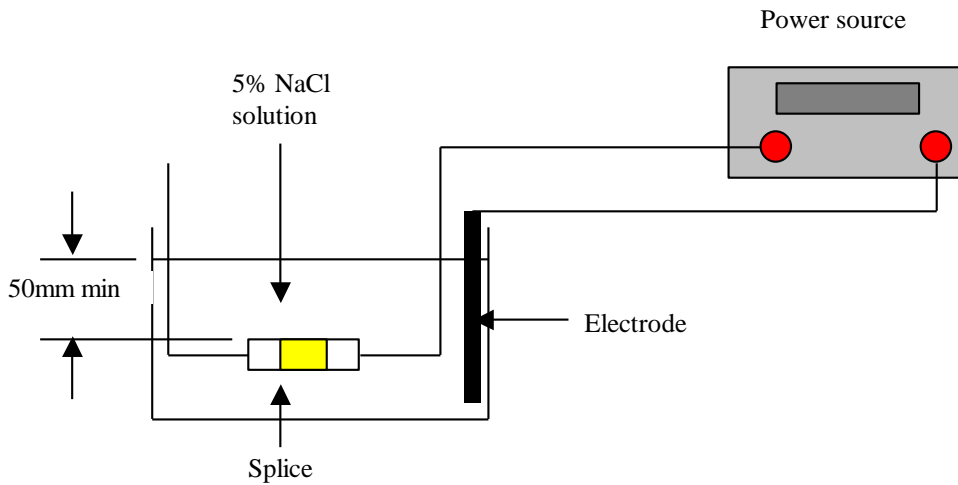 Power source
5% NaCl
solution
50mm min
Electrode
Splice